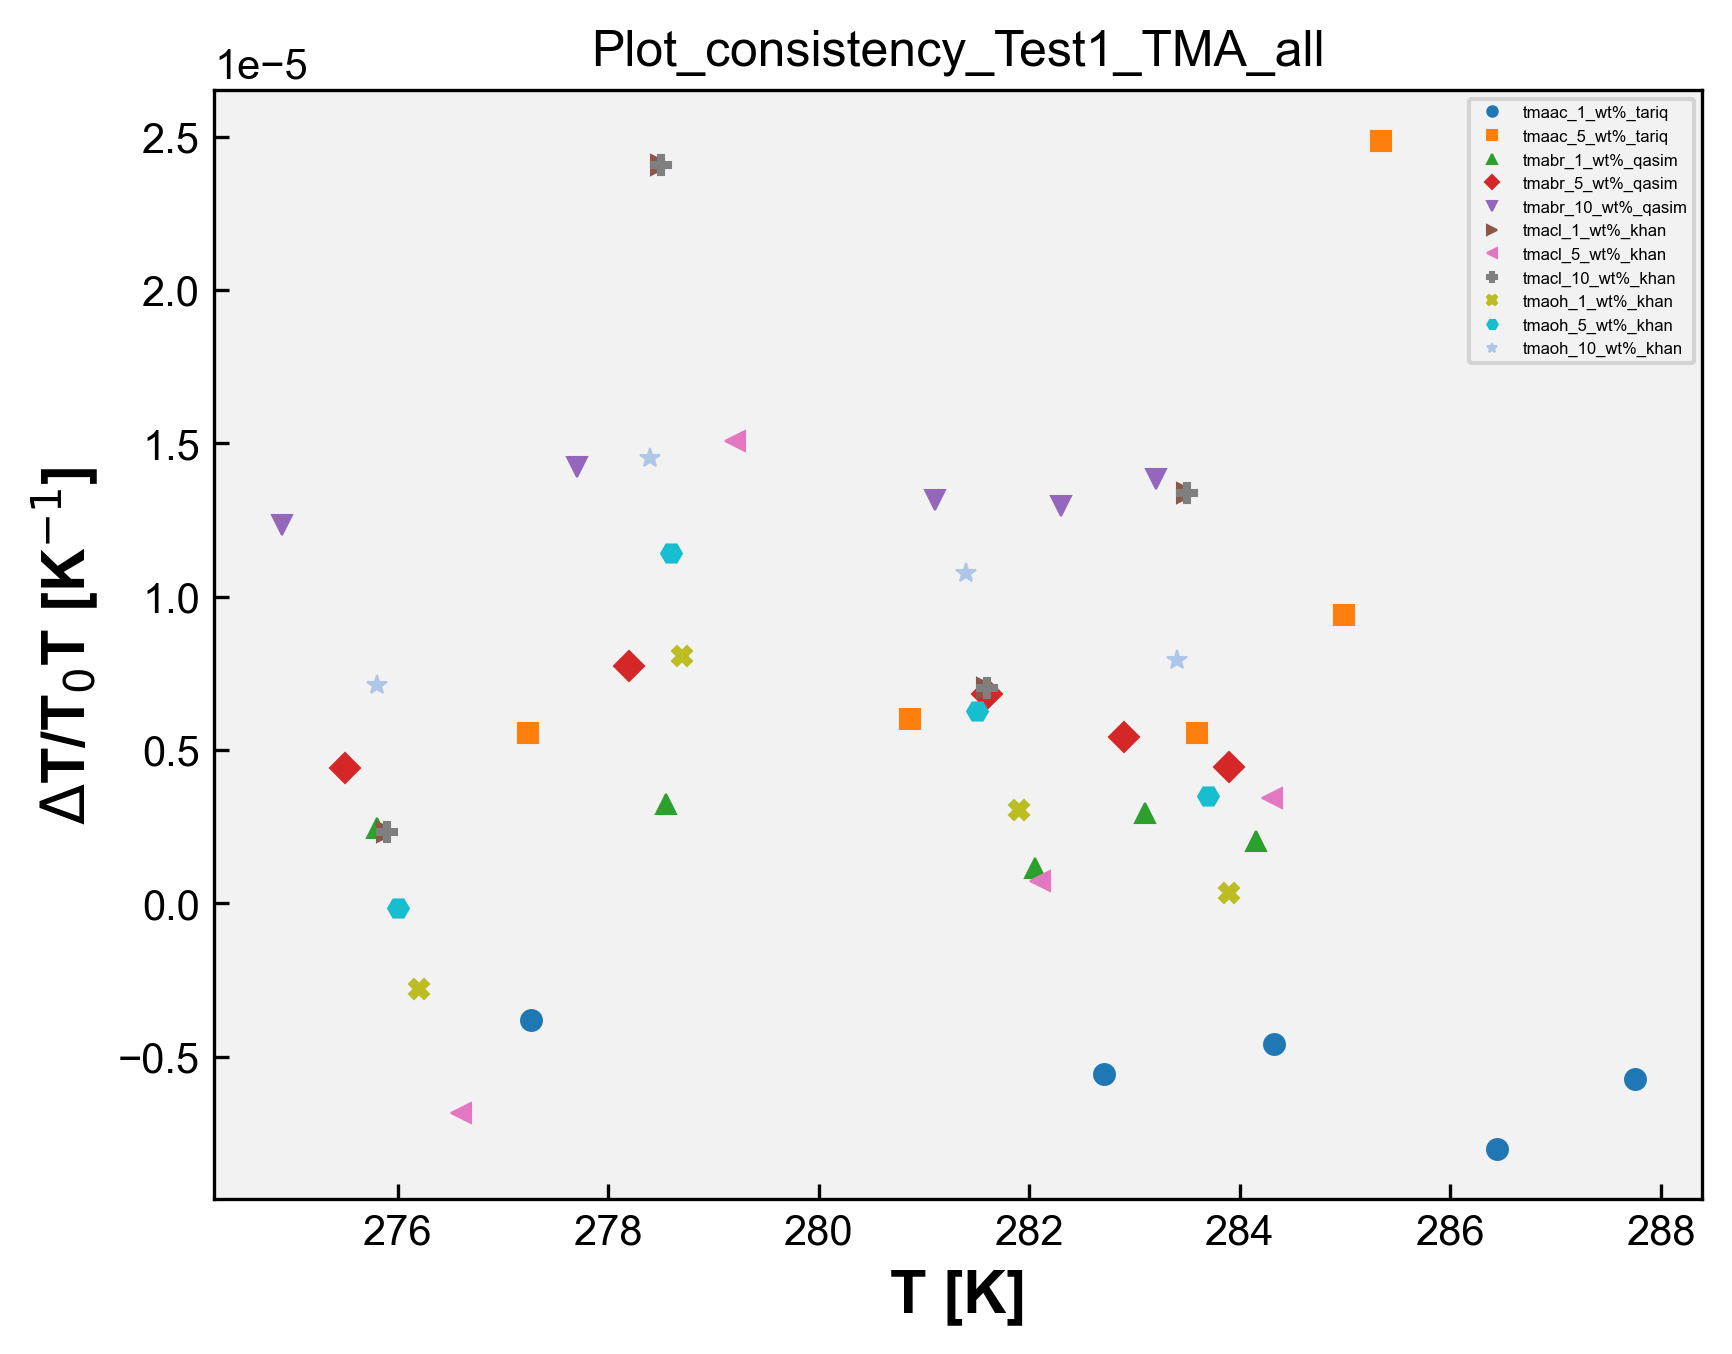 Plot_consistency_Test1_TMA_all
1e−5
2.5
2.0
1.5
1.0
0.5
0.0
−0.5
ΔT/T₀T [K⁻¹]
tmaac_1_wt%_tariq
tmaac_5_wt%_tariq
tmabr_1_wt%_qasim
tmabr_5_wt%_qasim
tmabr_10_wt%_qasim
tmacl_1_wt%_khan
tmacl_5_wt%_khan
tmacl_10_wt%_khan
tmaoh_1_wt%_khan
tmaoh_5_wt%_khan
tmaoh_10_wt%_khan
276 278 280 282 284 286 288
T [K]